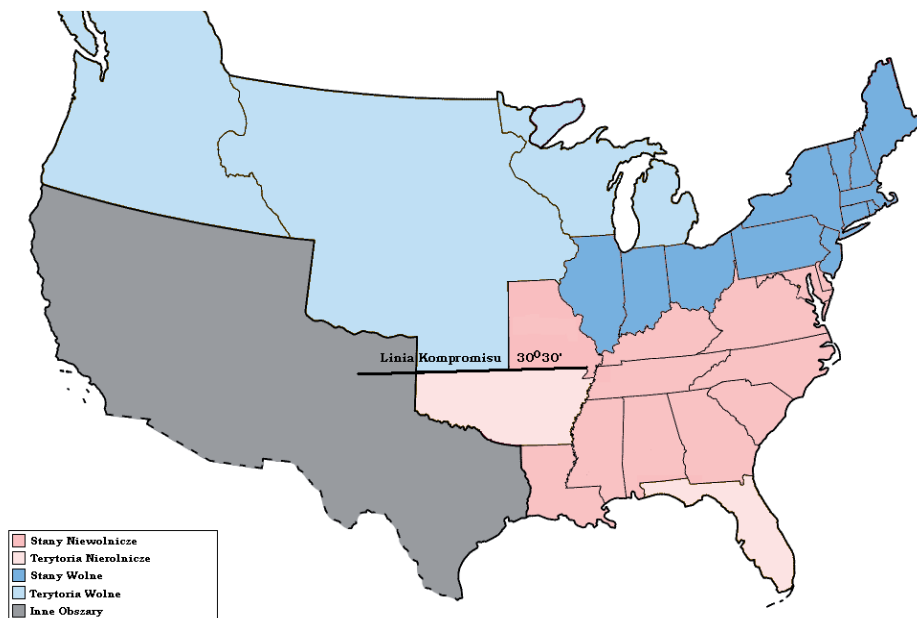 Linia Kompromisu 30⁰30'
Stany Niewolnicze
Terytoria Nierolnicze
Stany Wolne
Terytoria Wolne
Inne Obszary